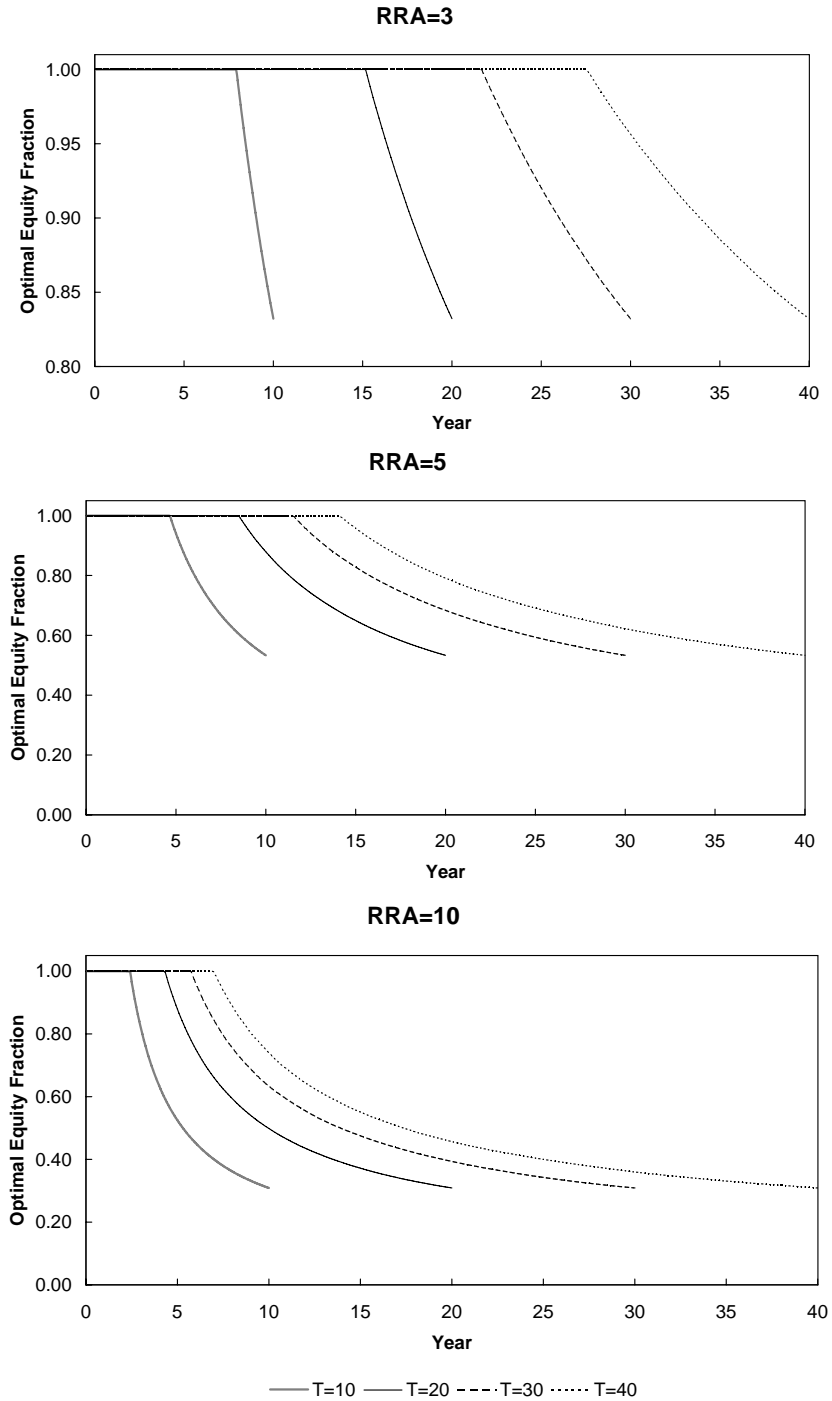 RRA=3
Optimal Equity Fraction
1.00
0.95
0.90
0.85
0.80
0 5 10 15 20 25 30 35 40
Year
RRA=5
Optimal Equity Fraction
1.00
0.80
0.60
0.40
0.20
0.00
0 5 10 15 20 25 30 35 40
Year
RRA=10
Optimal Equity Fraction
1.00
0.80
0.60
0.40
0.20
0.00
0 5 10 15 20 25 30 35 40
Year
T=10 T=20 T=30 T=40